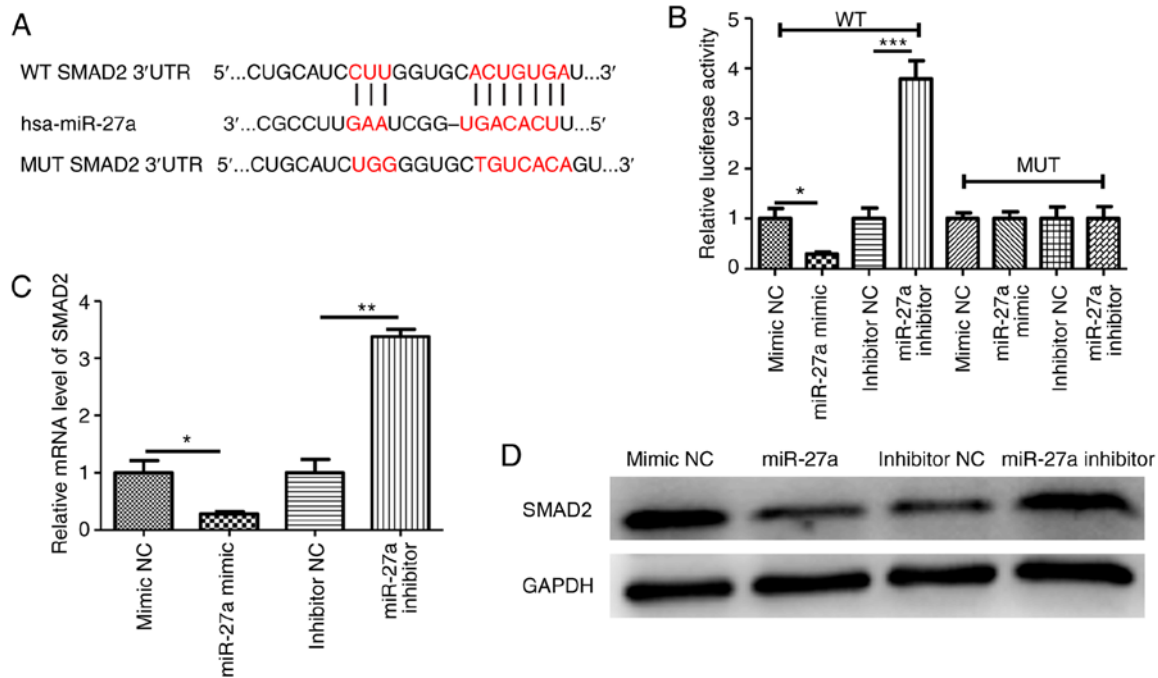 A
WT SMAD2 3′UTR 5′...CUGCAUCCUUGGUGCACUGUGAU...3′
hsa-miR-27a 3′...CGCCUUGAAUCGG–UGACACUU...5′
MUT SMAD2 3′UTR 5′...CUGCAUCUGGGGUGCTGUCACAGU...3′
B
Relative luciferase activity
5
4
3
2
1
0
WT
*
***
MUT
Mimic NC
miR-27a mimic
Inhibitor NC
miR-27a
inhibitor
Mimic NC
miR-27a
mimic
Inhibitor NC
miR-27a
inhibitor
C
Relative mRNA level of SMAD2
4
3
2
1
0
*
**
Mimic NC
miR-27a mimic
Inhibitor NC
miR-27a
inhibitor
D
Mimic NC miR-27a Inhibitor NC miR-27a inhibitor
SMAD2
GAPDH